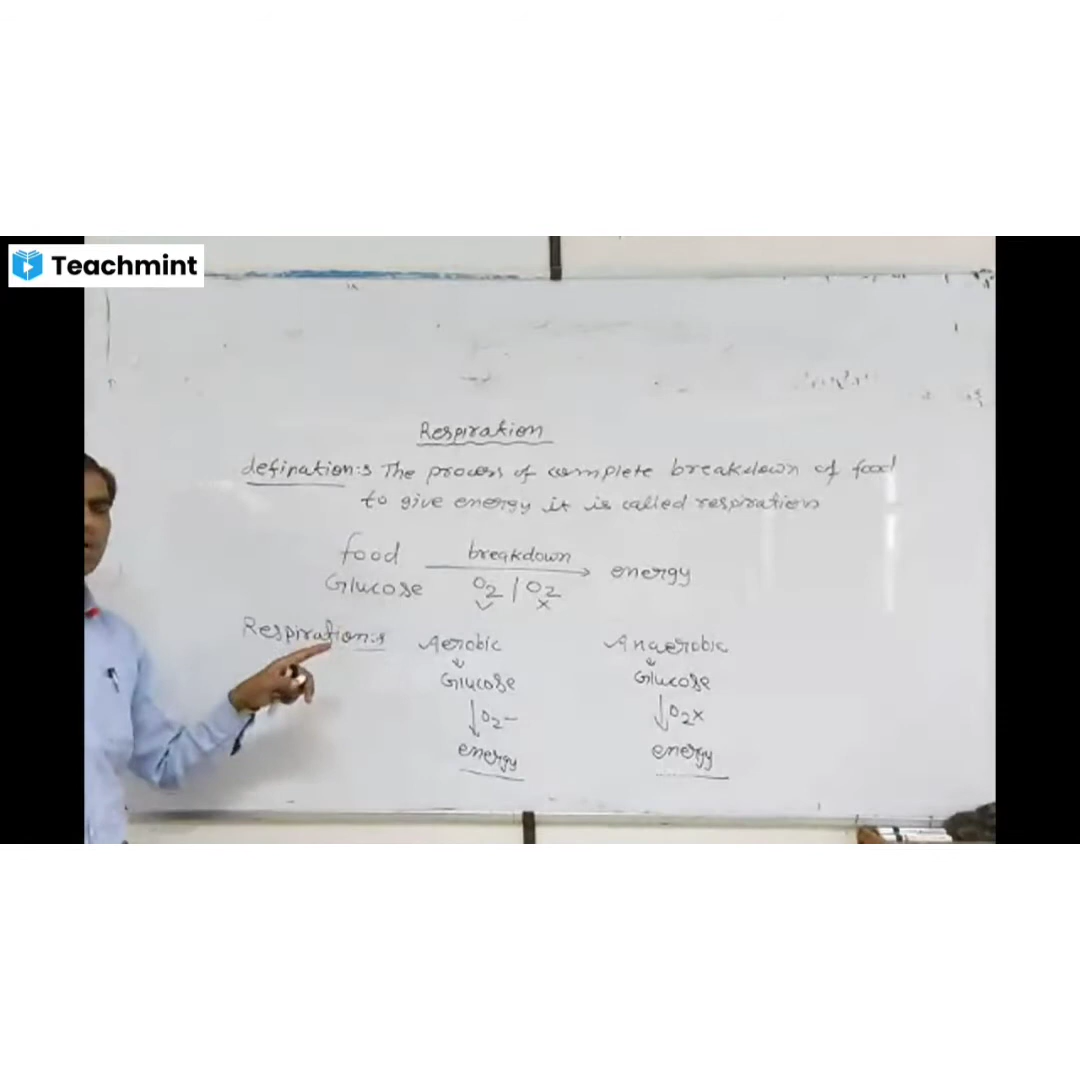 Teachmint
Respiration
defination:s The process of complete breakdown of food
to give energy it is called respiration
food breakdown energy
Glucose O2 / O2
Respiration:s Aerobic Anaerobic
Glucose Glucose
O2 O2x
energy energy